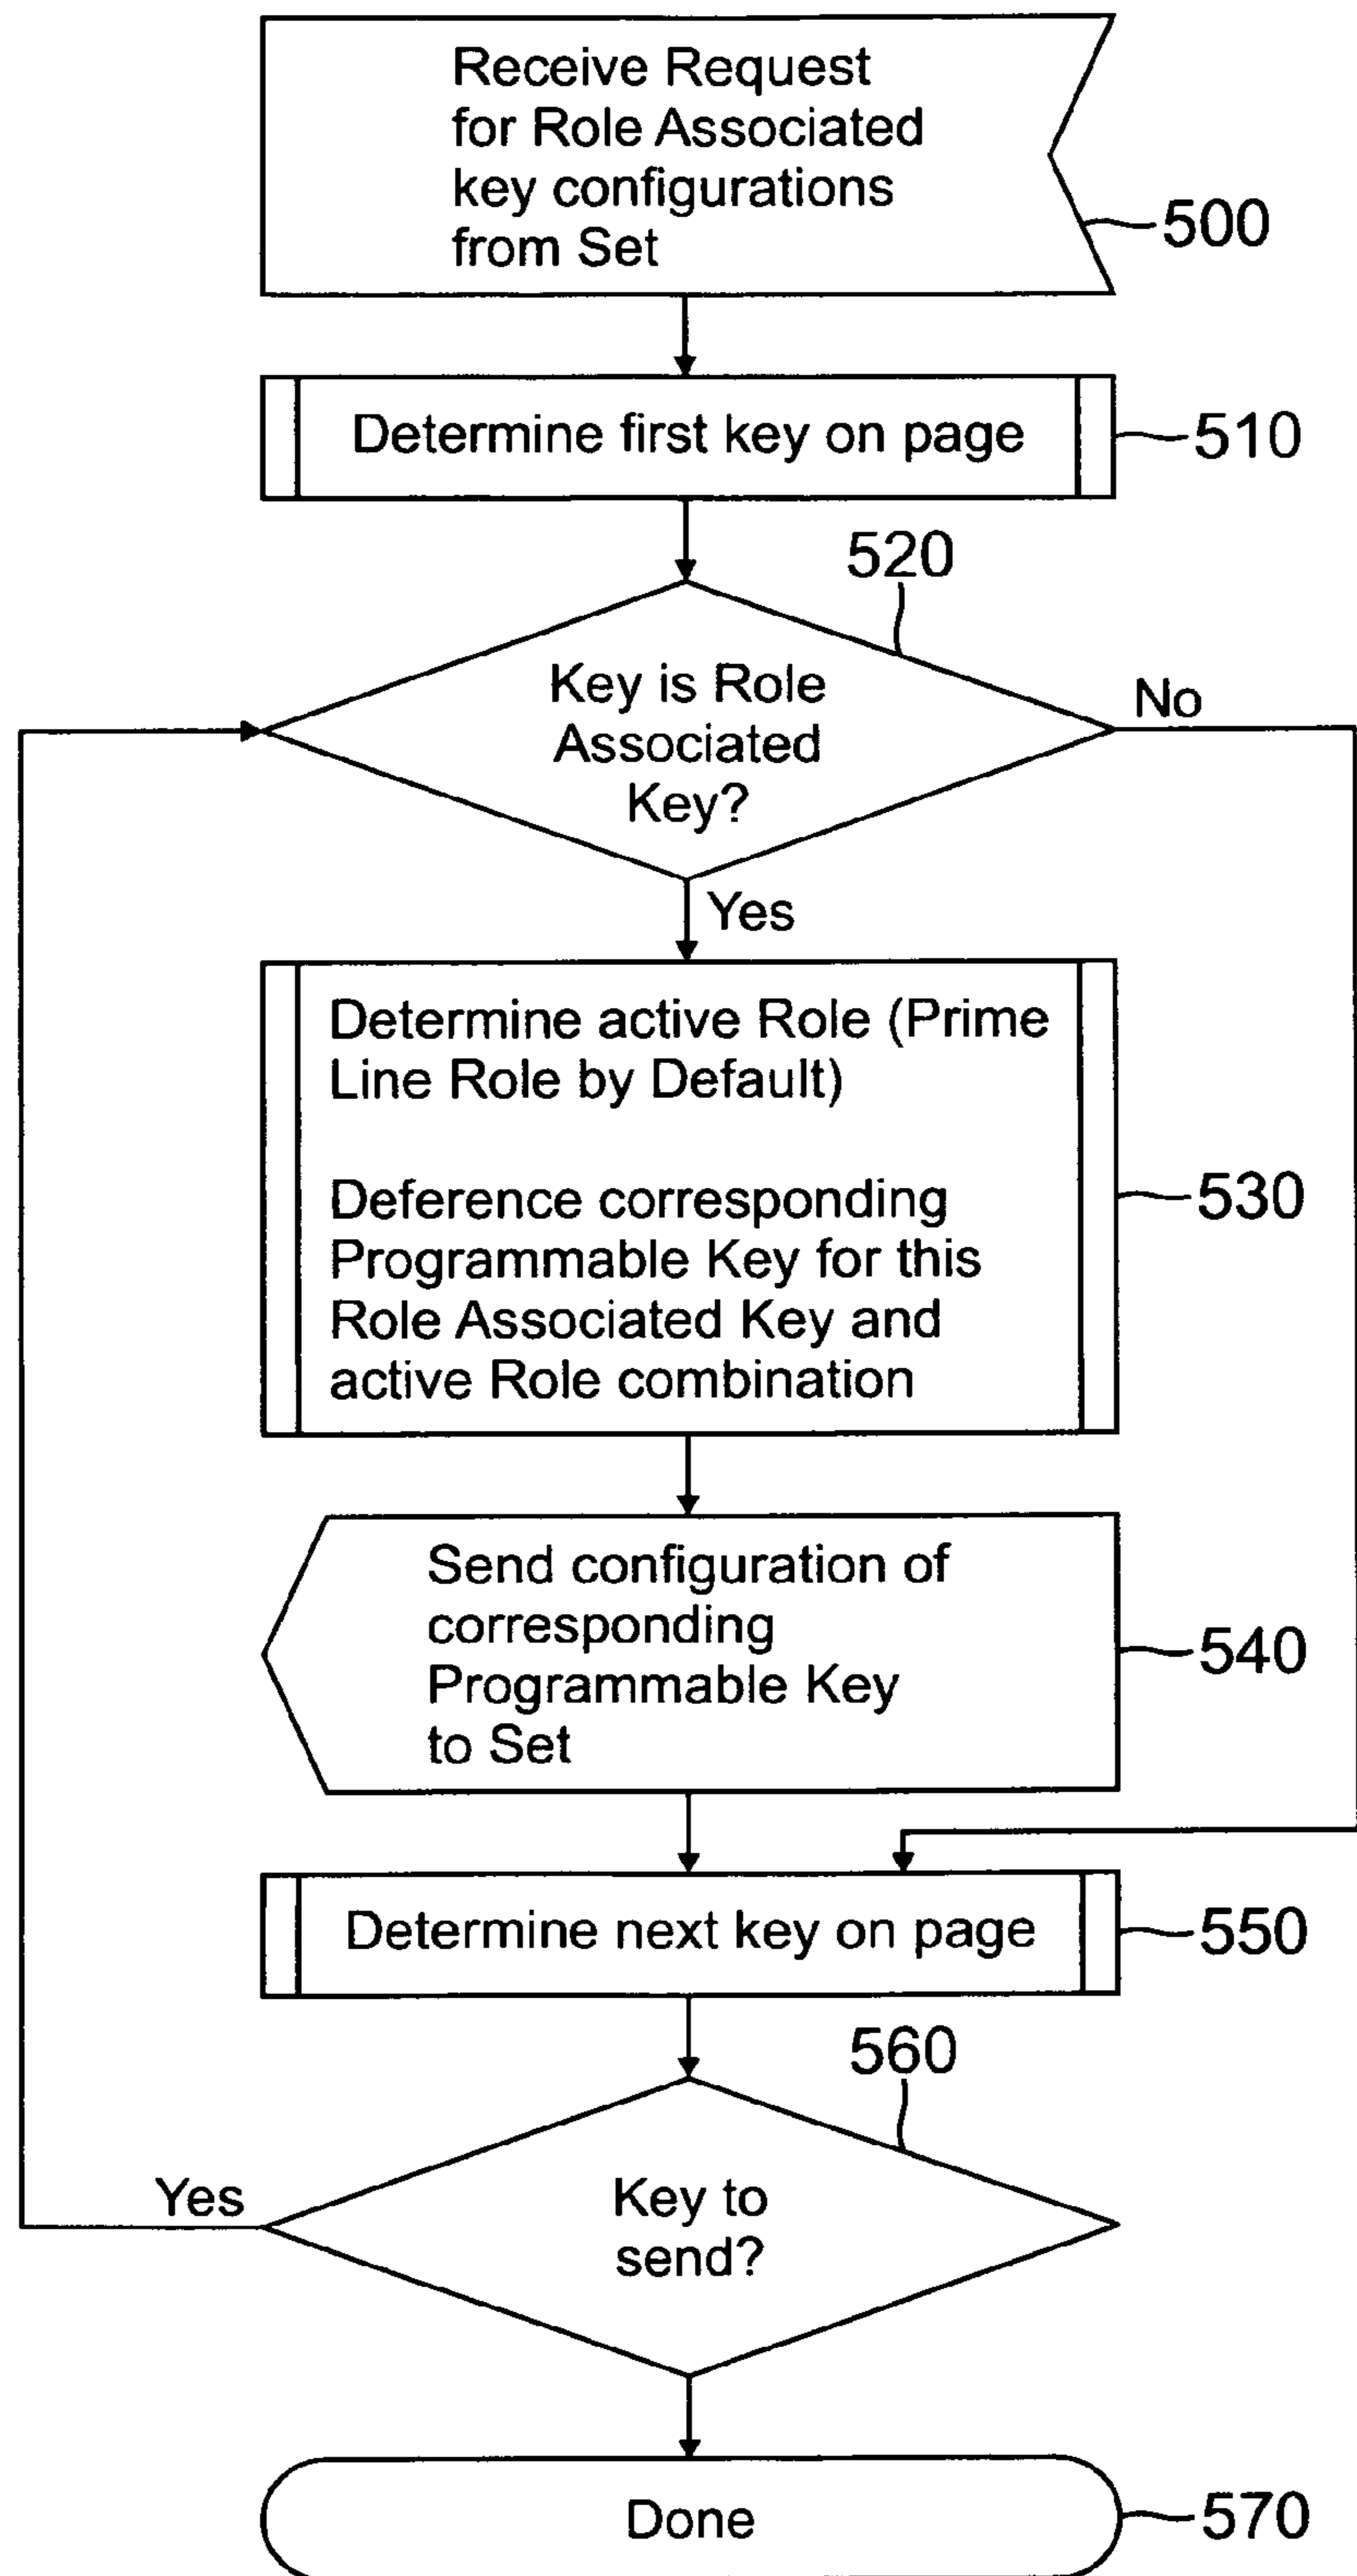 Receive Request
for Role Associated
key configurations
from Set
500
Determine first key on page
510
520
Key is Role
Associated
Key?
No
Yes
Determine active Role (Prime
Line Role by Default)
Deference corresponding
Programmable Key for this
Role Associated Key and
active Role combination
530
Send configuration of
corresponding
Programmable Key
to Set
540
Determine next key on page
550
560
Key to
send?
Yes
Done
570